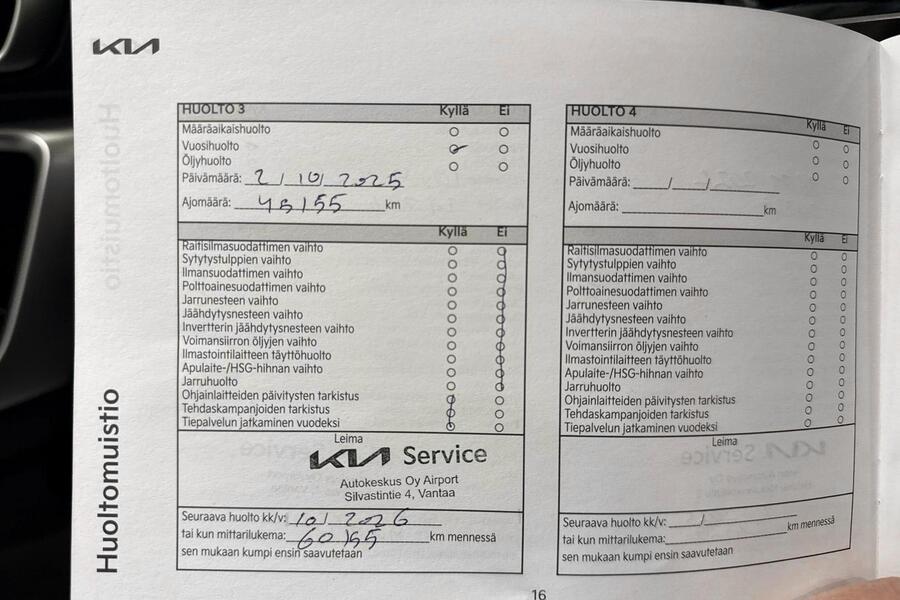 KIA
Huoltomuistio
HUOLTO 3 Kyllä Ei
Määräaikaishuolto
Vuosihuolto
Öljyhuolto
Päivämäärä: 2 / 10 / 2025
Ajomäärä: 45155 km
Kyllä Ei
Raitisilmasuodattimen vaihto
Sytytystulppien vaihto
Ilmansuodattimen vaihto
Polttoainesuodattimen vaihto
Jarrunesteen vaihto
Jäähdytysnesteen vaihto
Invertterin jäähdytysnesteen vaihto
Voimansiirron öljyjen vaihto
Ilmastointilaitteen täyttöhuolto
Apulaite-/HSG-hihnan vaihto
Jarruhuolto
Ohjainlaitteiden päivitysten tarkistus
Tehdaskampanjoiden tarkistus
Tiepalvelun jatkaminen vuodeksi
Leima
KIA Service
Autokeskus Oy Airport
Silvastintie 4, Vantaa
Seuraava huolto kk/v: 10 / 2026
tai kun mittarilukema: 60155 km mennessä
sen mukaan kumpi ensin saavutetaan
HUOLTO 4 Kyllä Ei
Määräaikaishuolto
Vuosihuolto
Öljyhuolto
Päivämäärä: ____/____/________
Ajomäärä: ________________ km
Kyllä Ei
Raitisilmasuodattimen vaihto
Sytytystulppien vaihto
Ilmansuodattimen vaihto
Polttoainesuodattimen vaihto
Jarrunesteen vaihto
Jäähdytysnesteen vaihto
Invertterin jäähdytysnesteen vaihto
Voimansiirron öljyjen vaihto
Ilmastointilaitteen täyttöhuolto
Apulaite-/HSG-hihnan vaihto
Jarruhuolto
Ohjainlaitteiden päivitysten tarkistus
Tehdaskampanjoiden tarkistus
Tiepalvelun jatkaminen vuodeksi
Leima
Seuraava huolto kk/v: ____/________
tai kun mittarilukema: ____________ km mennessä
sen mukaan kumpi ensin saavutetaan
16